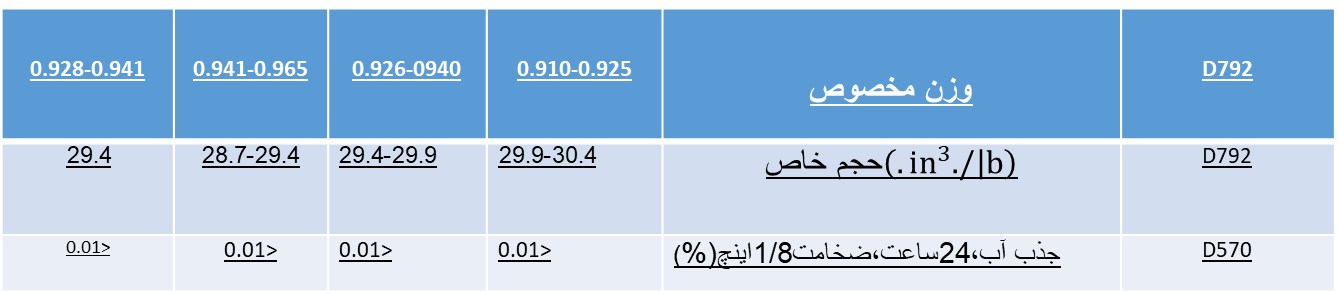 D792 وزن مخصوص 0.910-0.925 0.926-0940 0.941-0.965 0.928-0.941
D792 حجم خاص(.in³./|b) 29.9-30.4 29.4-29.9 28.7-29.4 29.4
D570 جذب آب،24ساعت،ضخامت1/8اینچ(%) 0.01> 0.01> 0.01> 0.01>